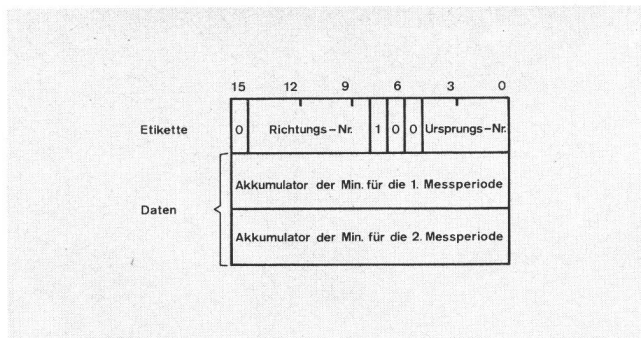 15 12 9 6 3 0
Etikette 0 Richtungs-Nr. 1 0 0 Ursprungs-Nr.
Akkumulator der Min. für die 1. Messperiode
Daten
Akkumulator der Min. für die 2. Messperiode